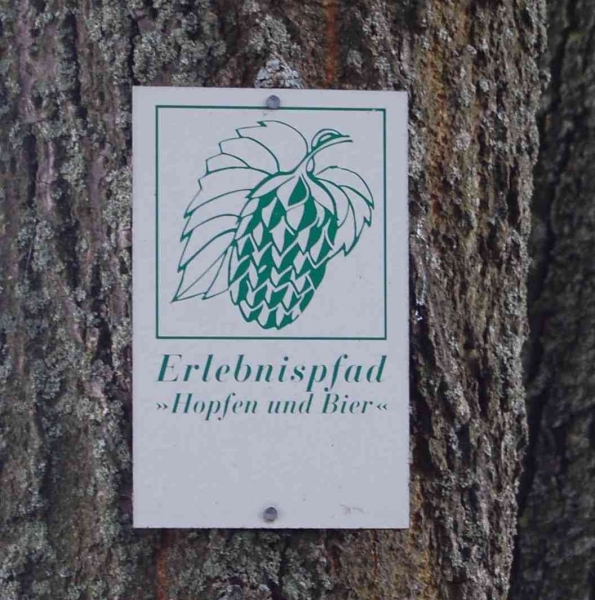 Erlebnispfad
»Hopfen und Bier«